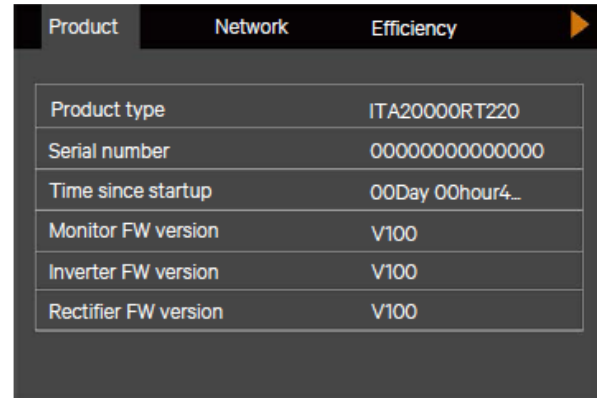 Product Network Efficiency
Product type ITA20000RT220
Serial number 00000000000000
Time since startup 00Day 00hour4...
Monitor FW version V100
Inverter FW version V100
Rectifier FW version V100